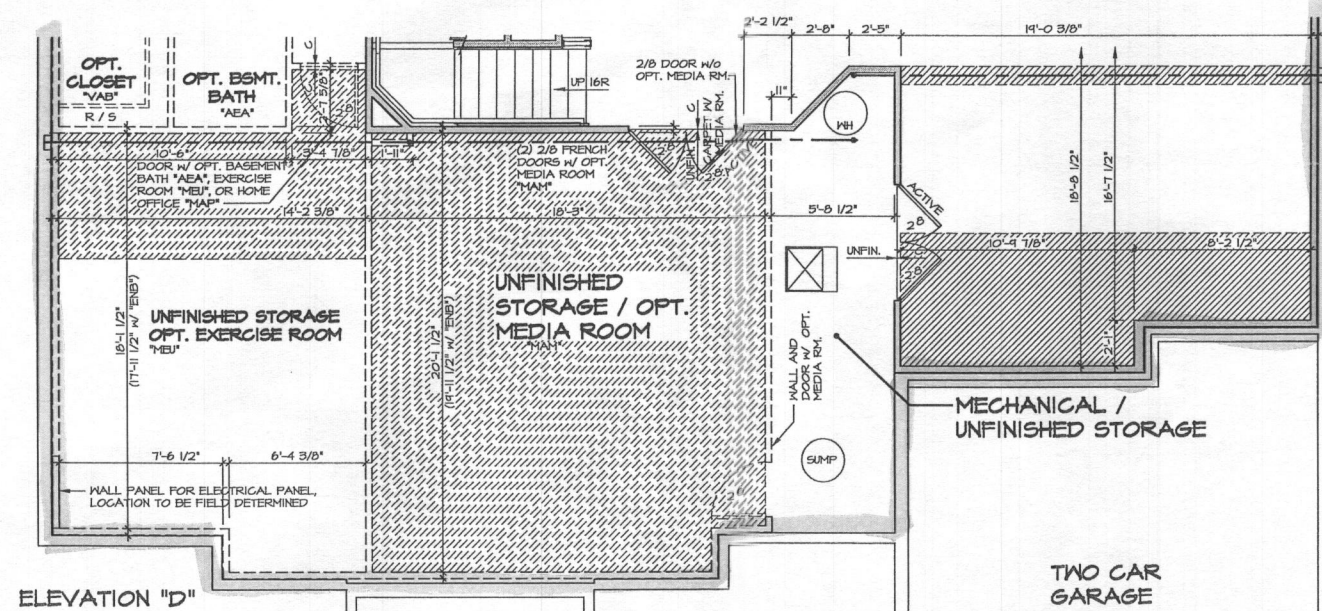 2'-2 1/2"
2'-8"
2'-5"
19'-0 3/8"
OPT.
CLOSET
"VAB"
R / S
OPT. BSMT.
BATH
"AEA"
UP 16R
2/8 DOOR W/o
OPT. MEDIA RM.
11"
WH
UNFIN.
CARPET W/
MEDIA RM.
10'-6"
3'-4 7/8"
1'-11"
DOOR W/ OPT. BASEMENT
BATH "AEA", EXERCISE
ROOM "MEU", OR HOME
OFFICE "MAP"
(2) 2/8 FRENCH
DOORS W/ OPT.
MEDIA ROOM
"MAM"
14'-2 3/8"
18'-3"
5'-8 1/2"
ACTIVE
2⁸
18'-8 1/2"
16'-7 1/2"
UNFIN.
2⁸
10'-9 7/8"
8'-2 1/2"
UNFINISHED STORAGE
OPT. EXERCISE ROOM
"MEU"
18'-1 1/2"
(17'-11 1/2" W/ "ENB")
UNFINISHED
STORAGE / OPT.
MEDIA ROOM
"MAM"
20'-1 1/2"
(19'-11 1/2" W/ "ENB")
WALL AND
DOOR W/ OPT.
MEDIA RM.
2'-1"
MECHANICAL /
UNFINISHED STORAGE
SUMP
7'-6 1/2"
6'-4 3/8"
WALL PANEL FOR ELECTRICAL PANEL,
LOCATION TO BE FIELD DETERMINED
TWO CAR
GARAGE
ELEVATION "D"